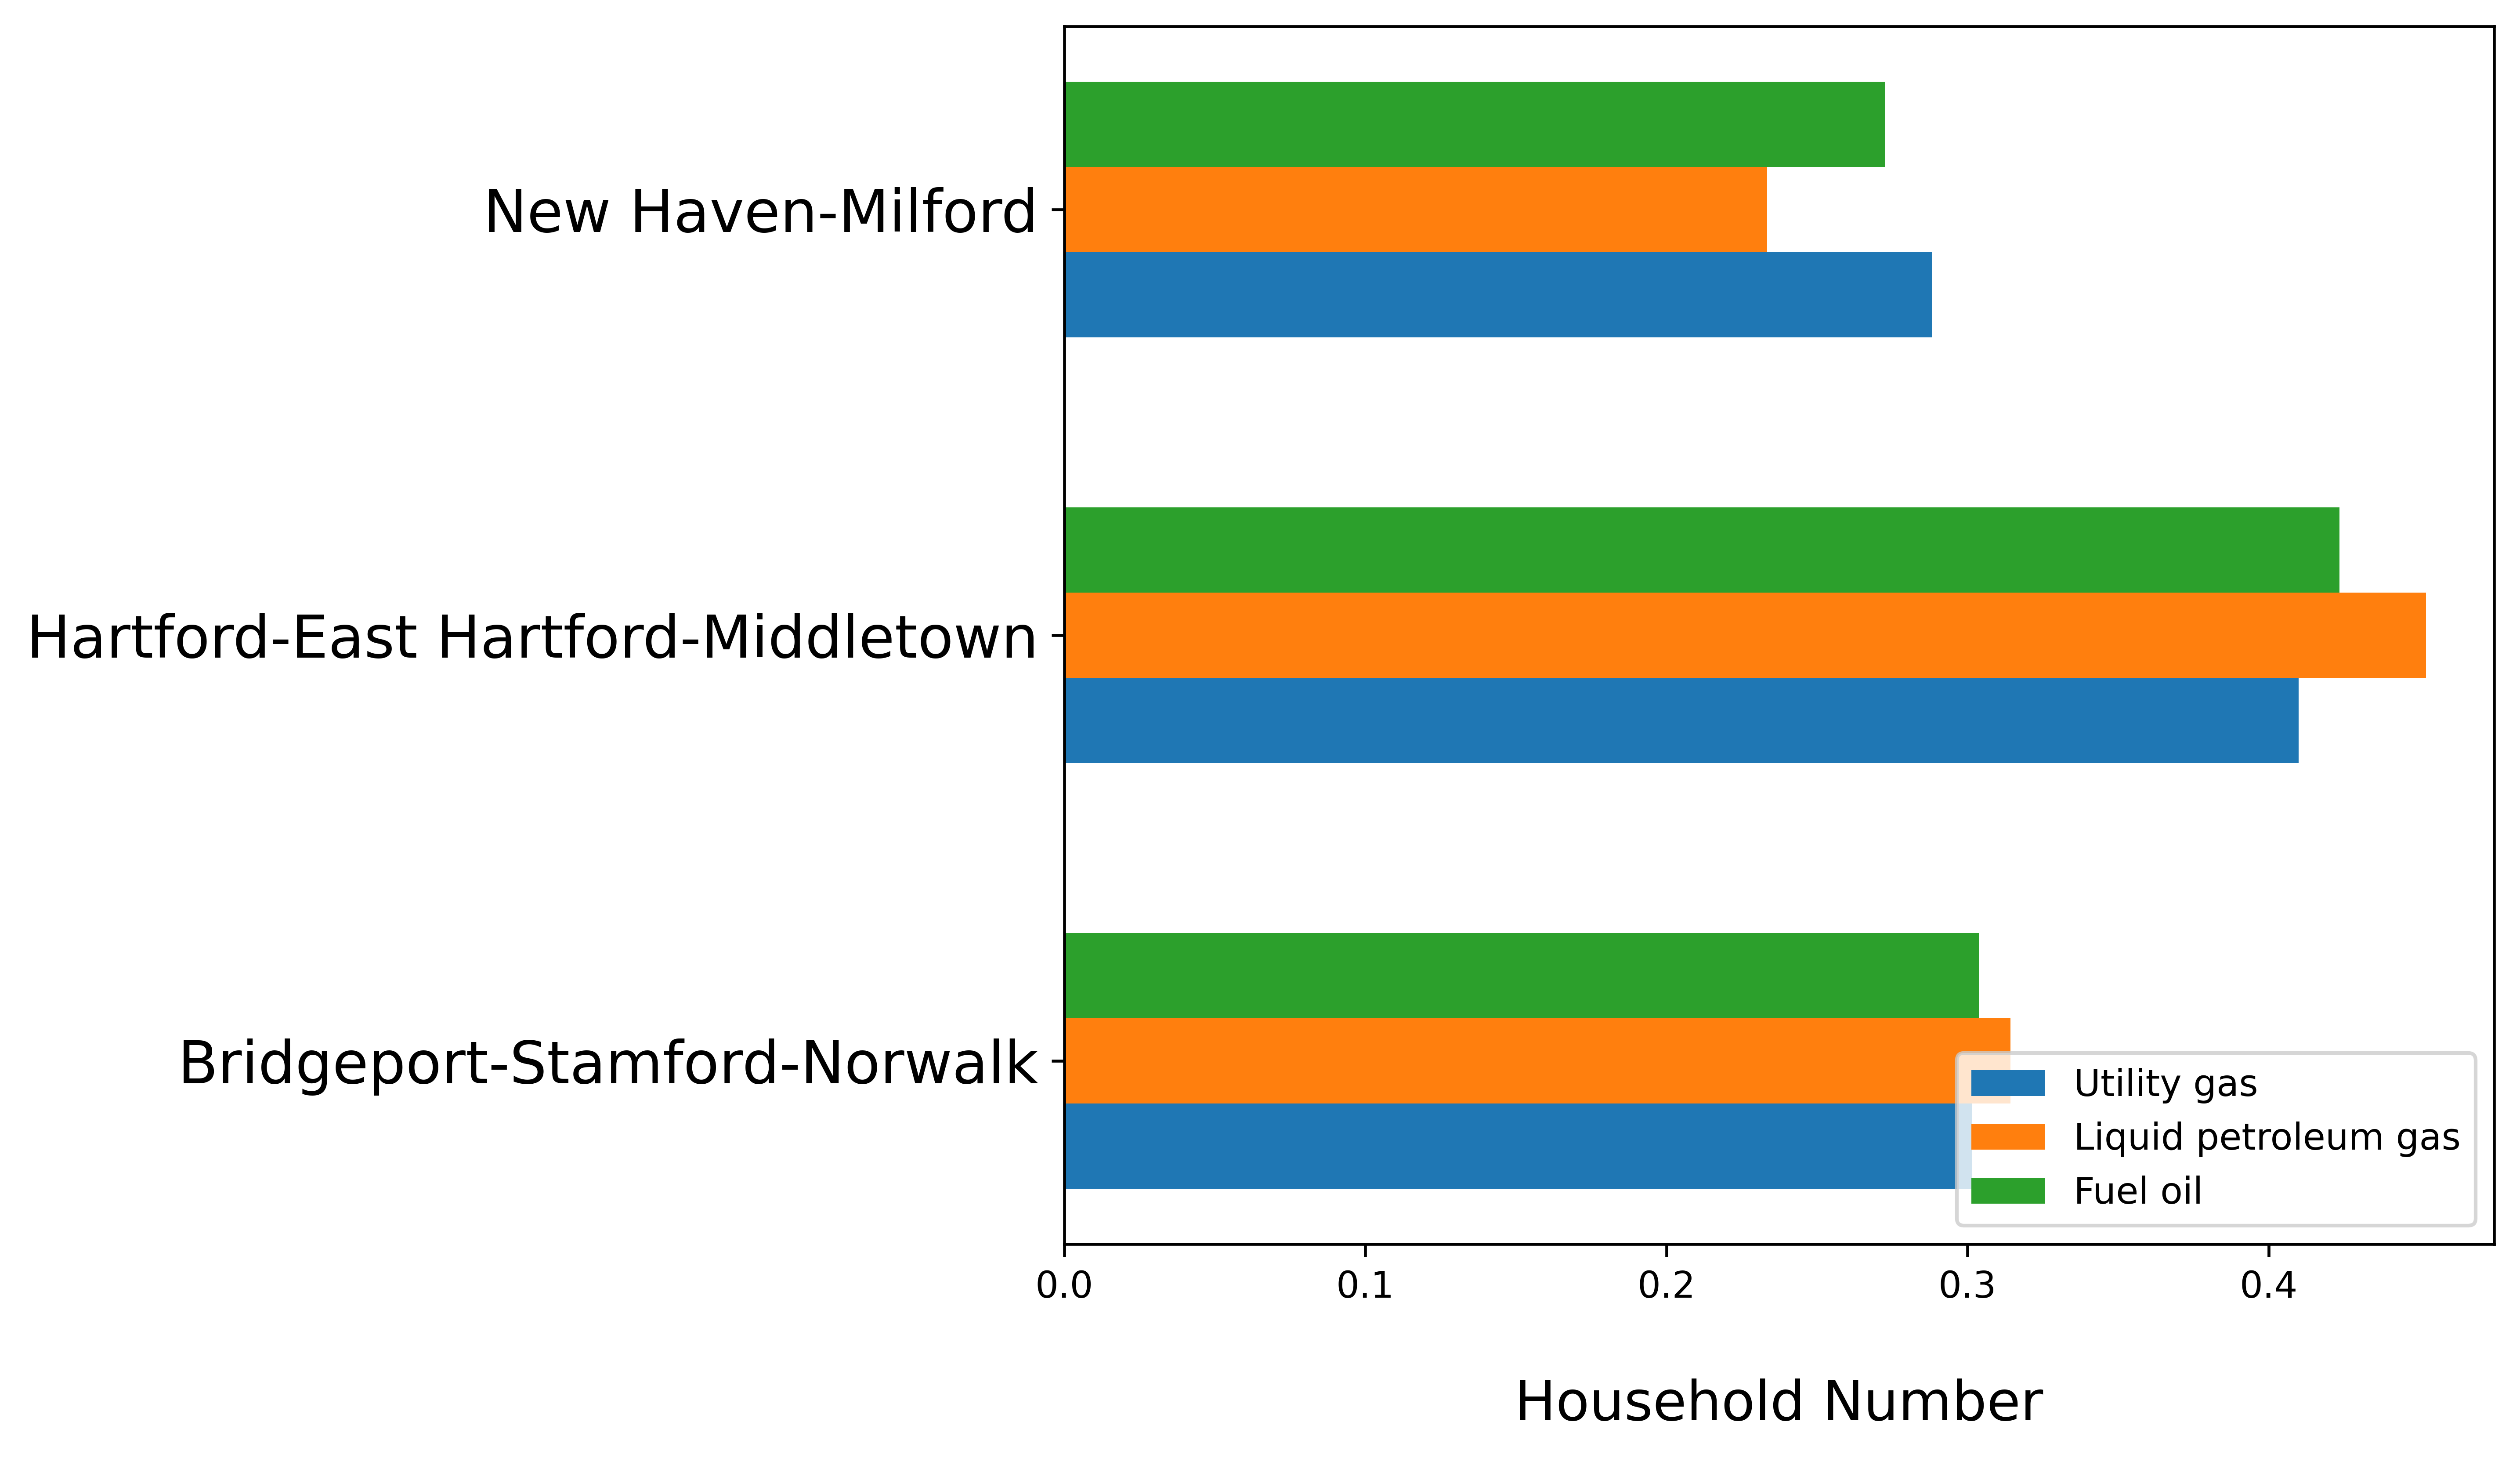 New Haven-Milford
Hartford-East Hartford-Middletown
Bridgeport-Stamford-Norwalk
Utility gas
Liquid petroleum gas
Fuel oil
0.0 0.1 0.2 0.3 0.4
Household Number